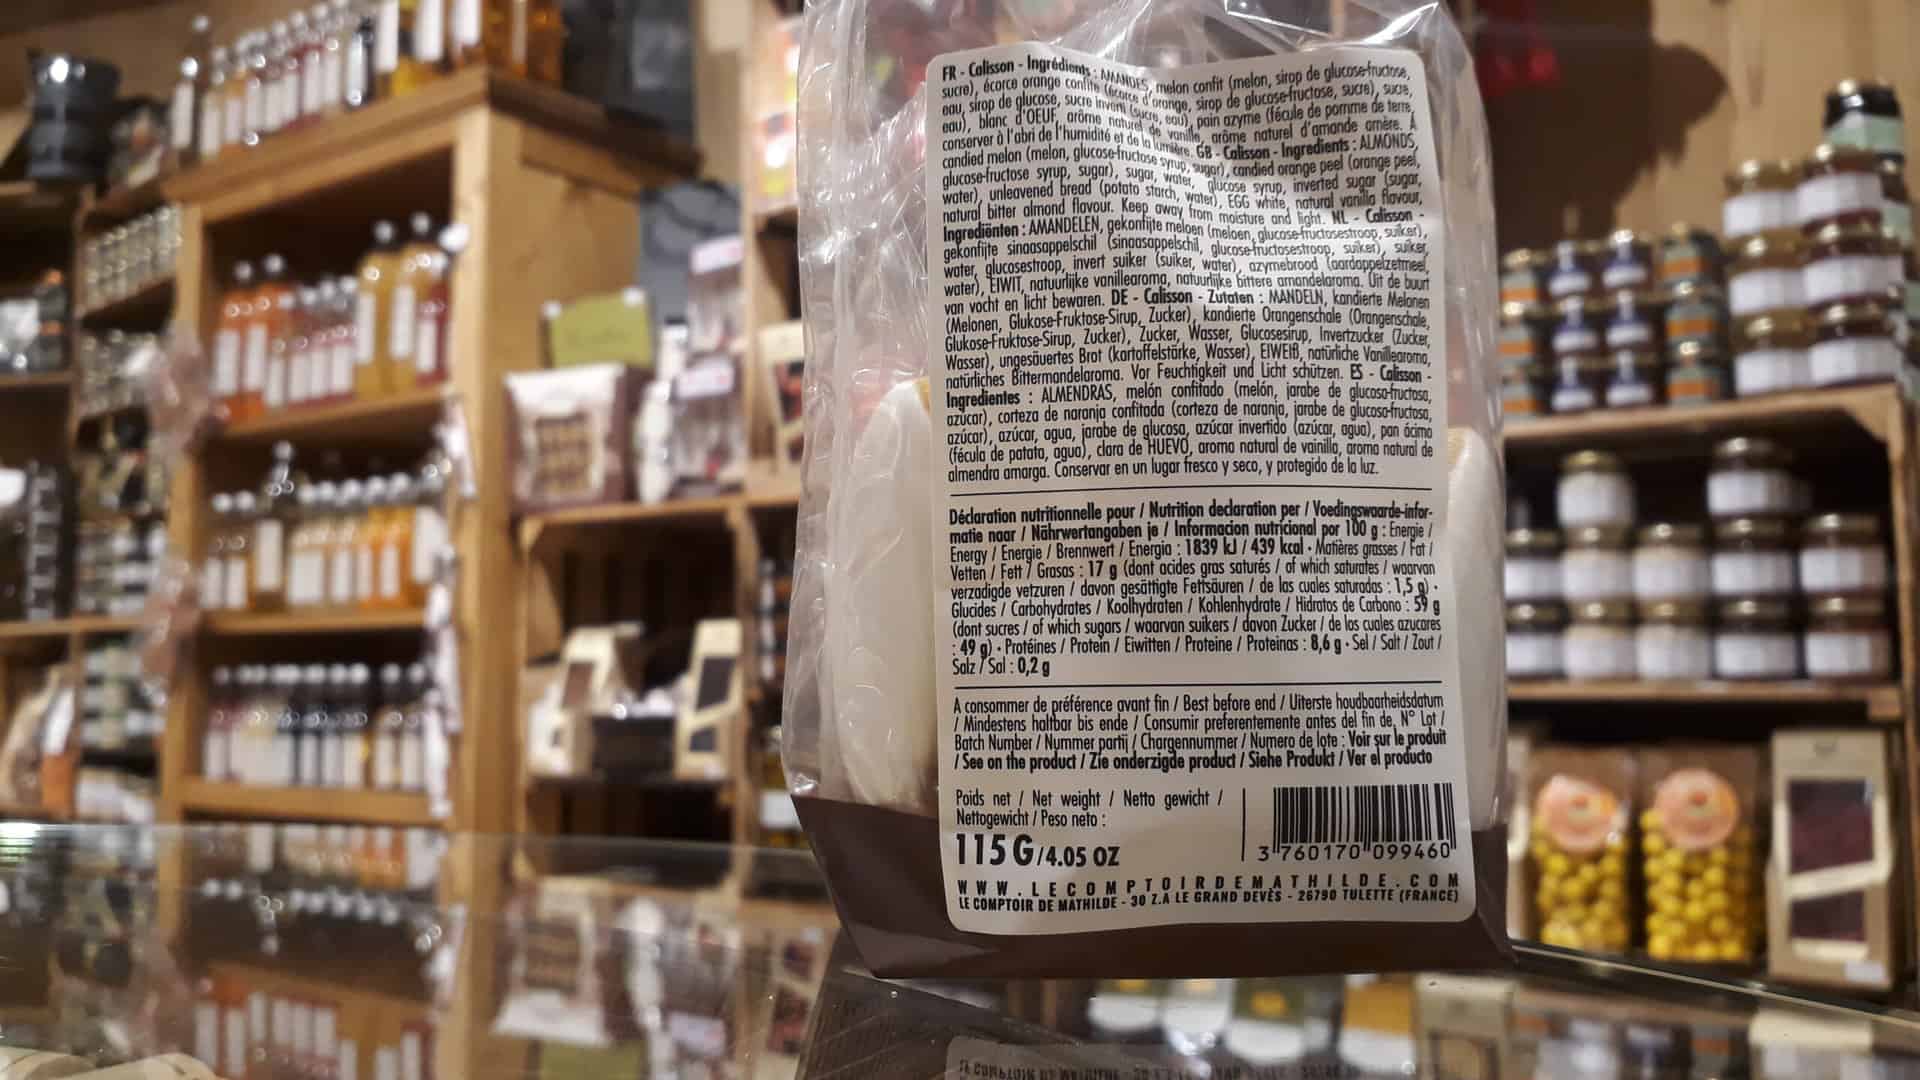 FR - Calisson - Ingrédients : AMANDES, melon confit (melon, sirop de glucose-fructose,
sucre), écorce orange confite (écorce d'orange, sirop de glucose-fructose, sucre), sucre,
eau, sirop de glucose, sucre inverti (sucre, eau), pain azyme (fécule de pomme de terre,
eau), blanc d'OEUF, arôme naturel de vanille, arôme naturel d'amande amère. A
conserver à l'abri de l'humidité et de la lumière. GB - Calisson - Ingredients : ALMONDS,
candied melon (melon, glucose-fructose syrup, sugar), candied orange peel (orange peel,
glucose-fructose syrup, sugar), sugar, water, glucose syrup, inverted sugar (sugar,
water), unleavened bread (potato starch, water), EGG white, natural vanilla flavour,
natural bitter almond flavour. Keep away from moisture and light. NL - Calisson -
Ingrediënten : AMANDELEN, gekonfijte meloen (meloen, glucose-fructosestroop, suiker),
gekonfijte sinaasappelschil (sinaasappelschil, glucose-fructosestroop, suiker), suiker,
water, glucosestroop, invert suiker (suiker, water), azymebrood (aardappelzetmeel,
water), EIWIT, natuurlijke vanillearoma, natuurlijke bittere amandelaroma. Uit de buurt
van vocht en licht bewaren. DE - Calisson - Zutaten : MANDELN, kandierte Melonen
(Melonen, Glukose-Fruktose-Sirup, Zucker), kandierte Orangenschale (Orangenschale,
Glukose-Fruktose-Sirup, Zucker), Zucker, Wasser, Glucosesirup, Invertzucker (Zucker,
Wasser), ungesäuertes Brot (kartoffelstärke, Wasser), EIWEIß, natürliche Vanillearoma,
natürliches Bittermandelaroma. Vor Feuchtigkeit und Licht schützen. ES - Calisson -
Ingredientes : ALMENDRAS, melón confitado (melón, jarabe de glucosa-fructosa,
azucar), corteza de naranja confitada (corteza de naranja, jarabe de glucosa-fructosa,
azúcar), azúcar, agua, jarabe de glucosa, azúcar invertido (azúcar, agua), pan ácimo
(fécula de patata, agua), clara de HUEVO, aroma natural de vainilla, aroma natural de
almendra amarga. Conservar en un lugar fresco y seco, y protegido de la luz.
Déclaration nutritionnelle pour / Nutrition declaration per / Voedingswaarde-infor-
matie naar / Nährwertangaben je / Informacion nutricional por 100 g : Energie /
Energy / Energie / Brennwert / Energia : 1839 kJ / 439 kcal • Matières grasses / Fat /
Vetten / Fett / Grasas : 17 g (dont acides gras saturés / of which saturates / waarvan
verzadigde vetzuren / davon gesättigte Fettsäuren / de las cuales saturadas : 1,5 g) •
Glucides / Carbohydrates / Koolhydraten / Kohlenhydrate / Hidratos de Carbono : 59 g
(dont sucres / of which sugars / waarvan suikers / davon Zucker / de los cuales azucares
: 49 g) • Protéines / Protein / Eiwitten / Proteine / Proteinas : 8,6 g • Sel / Salt / Zout /
Salz / Sal : 0,2 g
A consommer de préférence avant fin / Best before end / Uiterste houdbaarheidsdatum
/ Mindestens haltbar bis ende / Consumir preferentemente antes del fin de, N° Lot /
Batch Number / Nummer partij / Chargennummer / Numero de lote : Voir sur le produit
/ See on the product / Zie onderzigde product / Siehe Produkt / Ver el producto
Poids net / Net weight / Netto gewicht /
Nettogewicht / Peso neto :
115 G/4.05 OZ
3 760170 099460
WWW.LECOMPTOIRDEMATHILDE.COM
LE COMPTOIR DE MATHILDE - 30 Z.A LE GRAND DEVÈS - 26790 TULETTE (FRANCE)